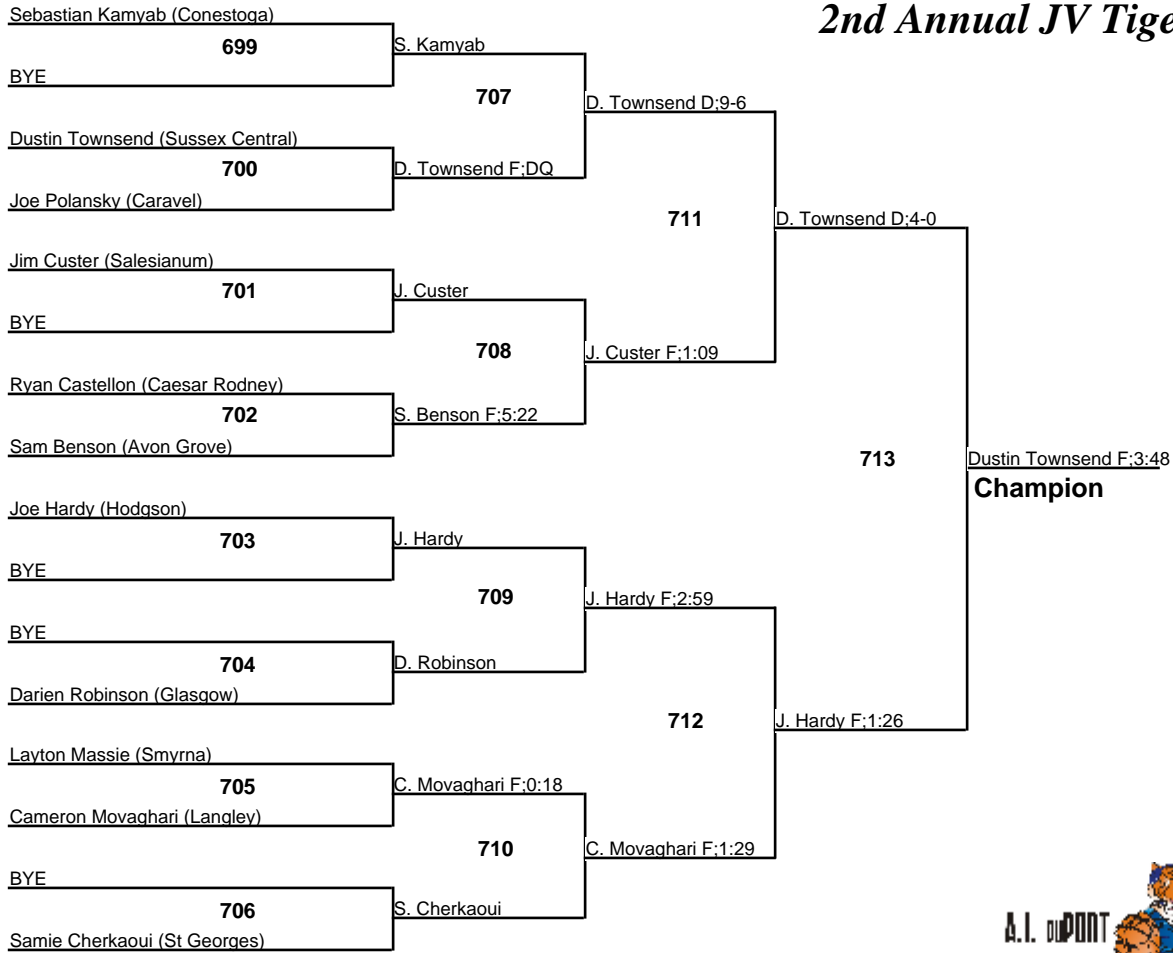 2nd Annual JV Tige
Sebastian Kamyab (Conestoga)
699
BYE
S. Kamyab
707
D. Townsend D;9-6
Dustin Townsend (Sussex Central)
700
Joe Polansky (Caravel)
D. Townsend F;DQ
711
D. Townsend D;4-0
Jim Custer (Salesianum)
701
BYE
J. Custer
708
J. Custer F;1:09
Ryan Castellon (Caesar Rodney)
702
Sam Benson (Avon Grove)
S. Benson F;5:22
713
Dustin Townsend F;3:48
Champion
Joe Hardy (Hodgson)
703
BYE
J. Hardy
709
J. Hardy F;2:59
BYE
704
Darien Robinson (Glasgow)
D. Robinson
712
J. Hardy F;1:26
Layton Massie (Smyrna)
705
Cameron Movaghari (Langley)
C. Movaghari F;0:18
710
C. Movaghari F;1:29
BYE
706
Samie Cherkaoui (St Georges)
S. Cherkaoui
A.I. DUPONT